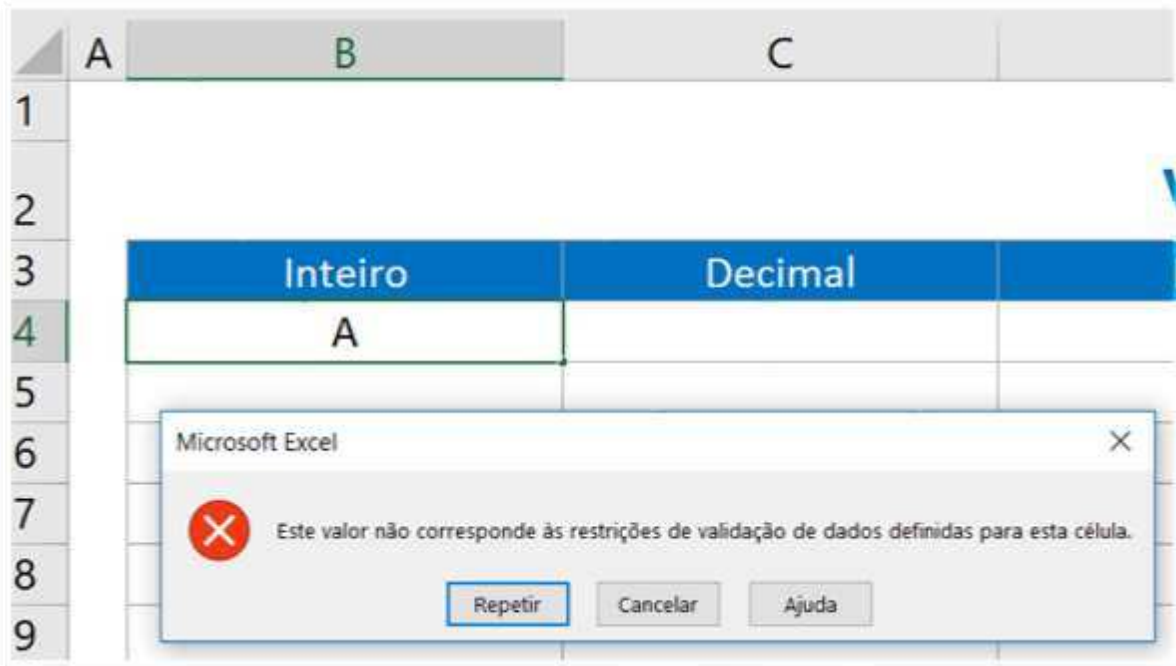 A B C
1
2
3 Inteiro Decimal
4 A
5
6
7
8
9
Microsoft Excel
Este valor não corresponde às restrições de validação de dados definidas para esta célula.
Repetir Cancelar Ajuda